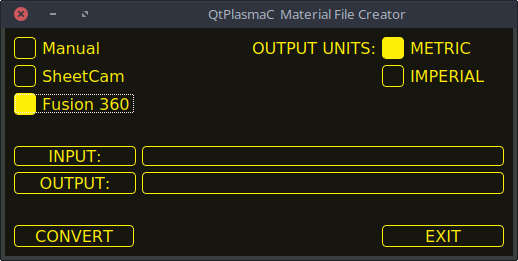 QtPlasmaC Material File Creator
Manual OUTPUT UNITS: METRIC
SheetCam IMPERIAL
Fusion 360
INPUT:
OUTPUT:
CONVERT EXIT